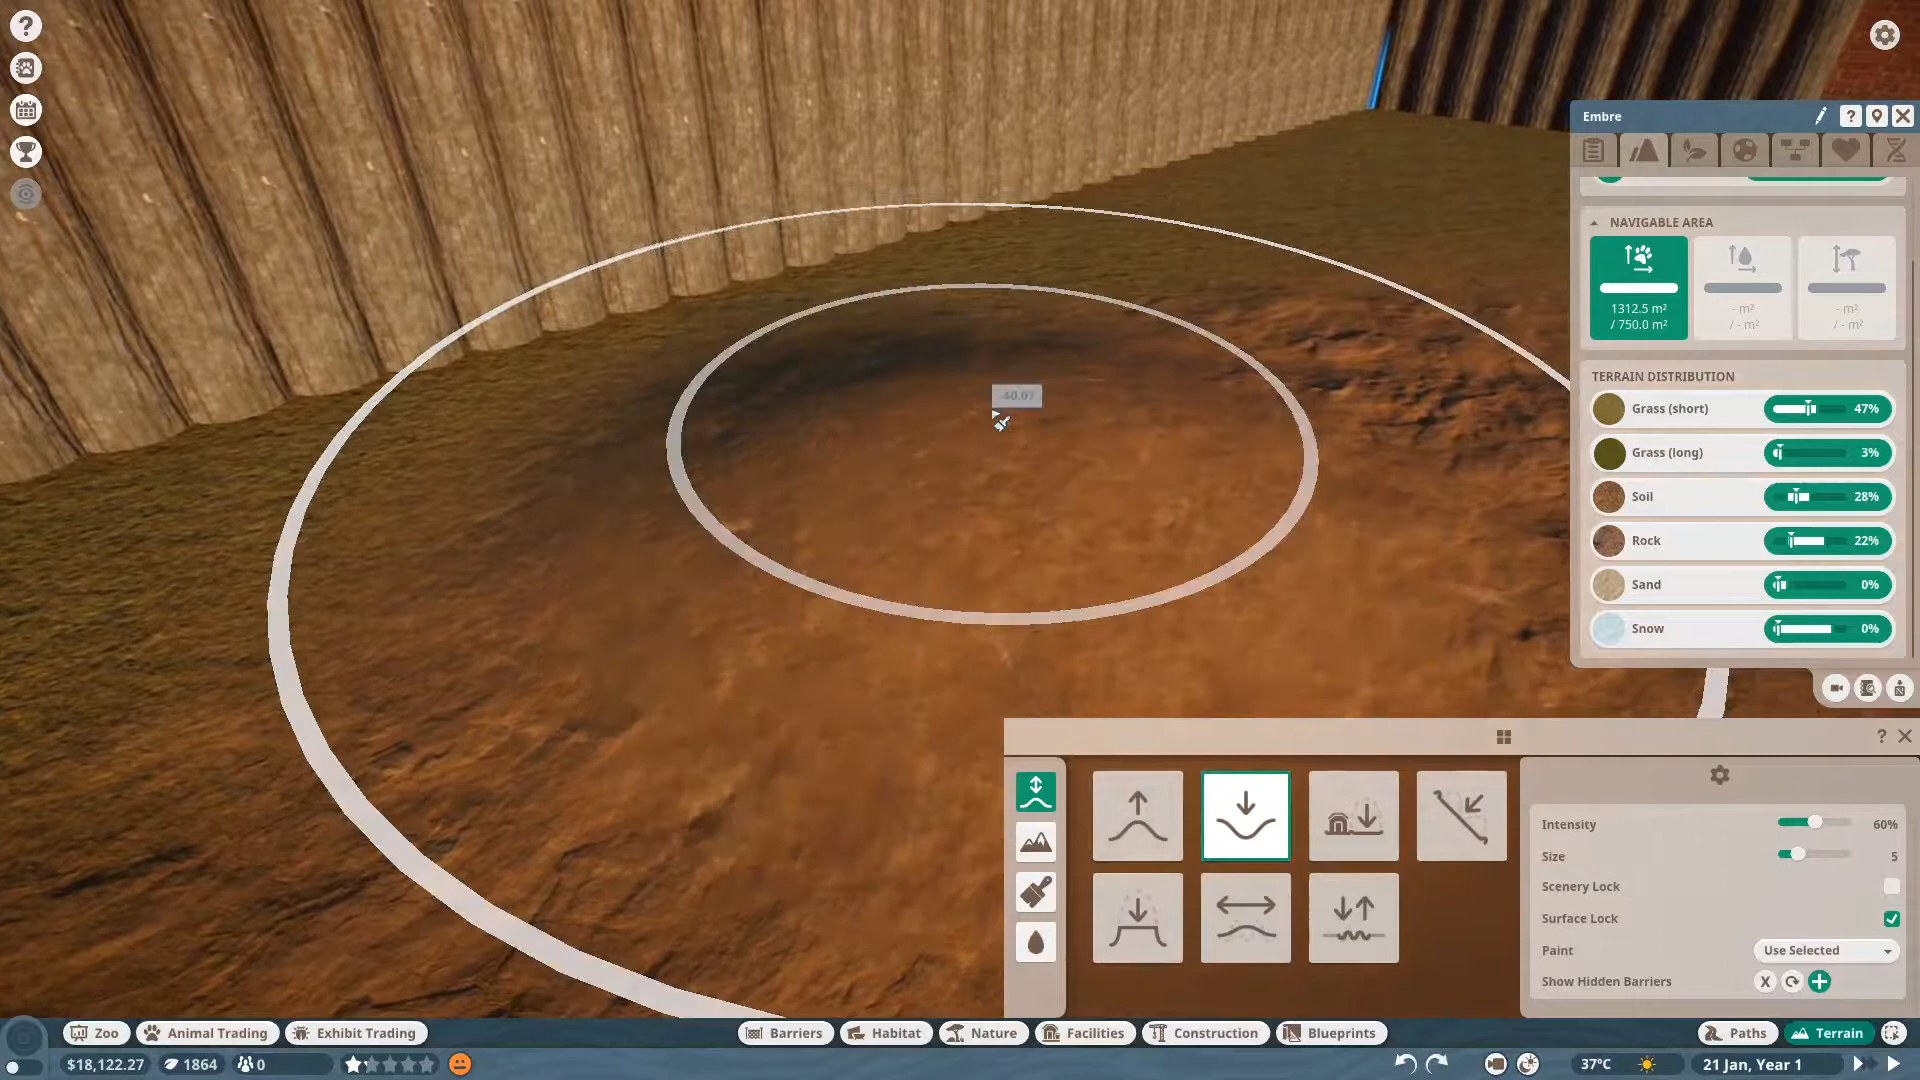 Embre
NAVIGABLE AREA
1312.5 m²
/ 750.0 m²
- m²
/ - m²
- m²
/ - m²
TERRAIN DISTRIBUTION
Grass (short) 47%
Grass (long) 3%
Soil 28%
Rock 22%
Sand 0%
Snow 0%
Intensity 60%
Size 5
Scenery Lock
Surface Lock
Paint Use Selected
Show Hidden Barriers X
Zoo Animal Trading Exhibit Trading Barriers Habitat Nature Facilities Construction Blueprints Paths Terrain
$18,122.27 1864 0 37°C 21 Jan, Year 1